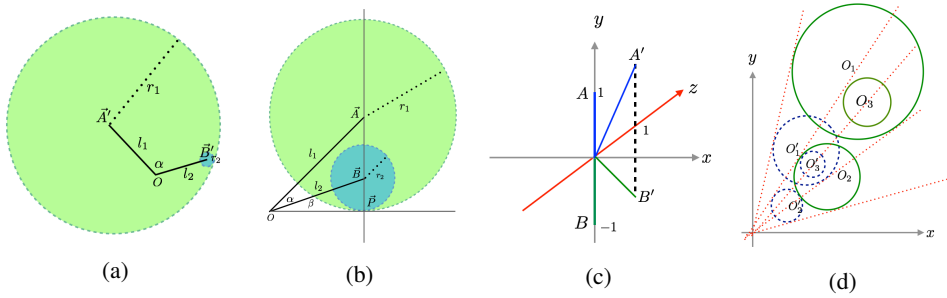 r₁
A⃗′
l₁
α
B⃗′
r₂
O
l₂
(a)
A⃗
r₁
l₁
B⃗
r₂
l₂
α
β
P⃗
O
(b)
y
A′
A
1
z
1
x
B′
B
−1
(c)
y
O₁
O₃
O′₁
O′₃
O₂
O′₂
x
(d)